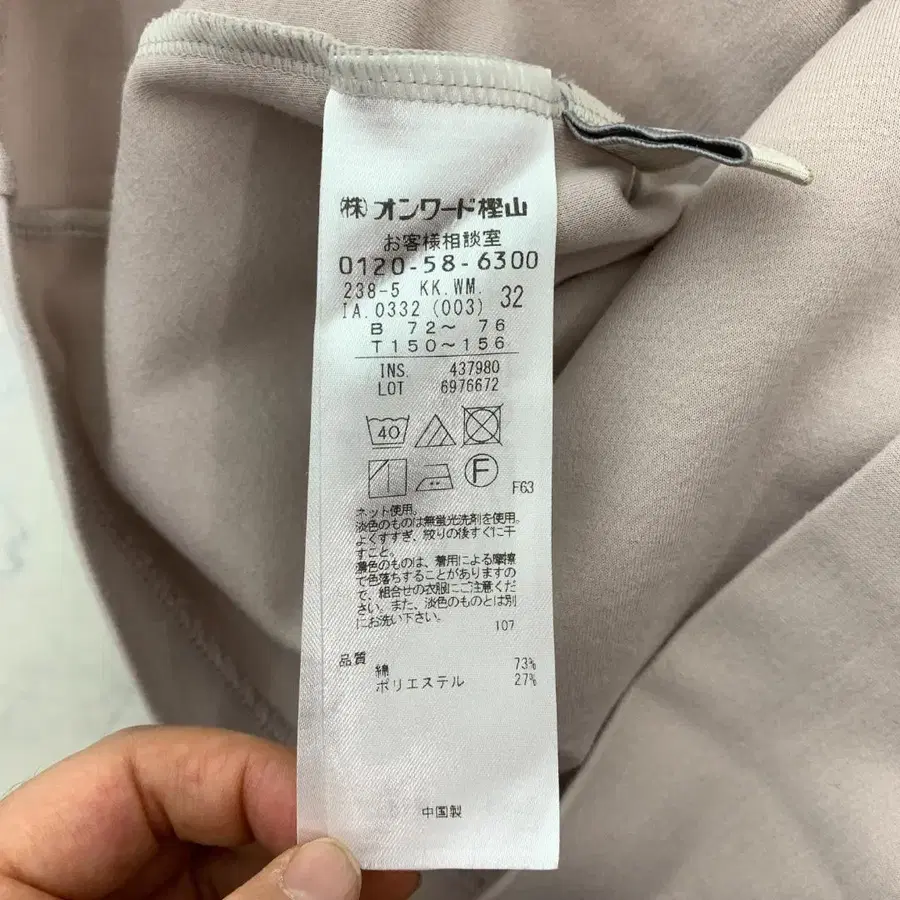 ㈱オンワード樫山
お客様相談室
0120-58-6300
238-5 KK.WM.
IA.0332 (003) 32
B 72～ 76
T150～156
INS. 437980
LOT 6976672
40
F
F63
ネット使用。
淡色のものは無蛍光洗剤を使用。
よくすすぎ、絞りの後すぐに干
すこと。
濃色のものは、着用による摩擦
で色落ちすることがありますの
で、組合せの衣服にご注意くだ
さい。また、淡色のものとは別
にお洗い下さい。
107
品質
綿 73%
ポリエステル 27%
中国製